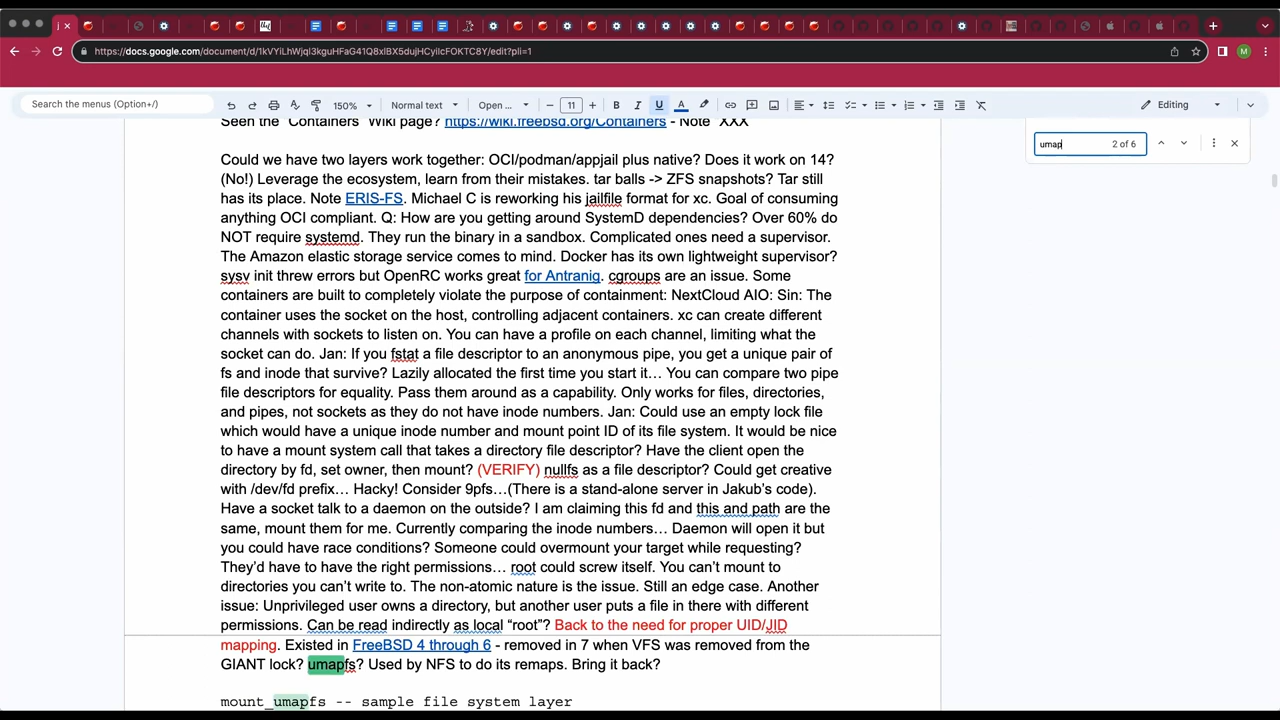 https://docs.google.com/document/d/1kVYiLhWjql3kguHFaG41Q8xlBX5dujHCyilcFOKTC8Y/edit?pli=1
M
Search the menus (Option+/)
150%
Normal text
Open ...
11
B
I
U
A
Editing
umap
2 of 6
Seen the "Containers" Wiki page? https://wiki.freebsd.org/Containers - Note "XXX"
Could we have two layers work together: OCI/podman/appjail plus native? Does it work on 14?
(No!) Leverage the ecosystem, learn from their mistakes. tar balls -> ZFS snapshots? Tar still
has its place. Note ERIS-FS. Michael C is reworking his jailfile format for xc. Goal of consuming
anything OCI compliant. Q: How are you getting around SystemD dependencies? Over 60% do
NOT require systemd. They run the binary in a sandbox. Complicated ones need a supervisor.
The Amazon elastic storage service comes to mind. Docker has its own lightweight supervisor?
sysv init threw errors but OpenRC works great for Antranig. cgroups are an issue. Some
containers are built to completely violate the purpose of containment: NextCloud AIO: Sin: The
container uses the socket on the host, controlling adjacent containers. xc can create different
channels with sockets to listen on. You can have a profile on each channel, limiting what the
socket can do. Jan: If you fstat a file descriptor to an anonymous pipe, you get a unique pair of
fs and inode that survive? Lazily allocated the first time you start it… You can compare two pipe
file descriptors for equality. Pass them around as a capability. Only works for files, directories,
and pipes, not sockets as they do not have inode numbers. Jan: Could use an empty lock file
which would have a unique inode number and mount point ID of its file system. It would be nice
to have a mount system call that takes a directory file descriptor? Have the client open the
directory by fd, set owner, then mount? (VERIFY) nullfs as a file descriptor? Could get creative
with /dev/fd prefix… Hacky! Consider 9pfs…(There is a stand-alone server in Jakub's code).
Have a socket talk to a daemon on the outside? I am claiming this fd and this and path are the
same, mount them for me. Currently comparing the inode numbers… Daemon will open it but
you could have race conditions? Someone could overmount your target while requesting?
They'd have to have the right permissions… root could screw itself. You can't mount to
directories you can't write to. The non-atomic nature is the issue. Still an edge case. Another
issue: Unprivileged user owns a directory, but another user puts a file in there with different
permissions. Can be read indirectly as local "root"? Back to the need for proper UID/JID
mapping. Existed in FreeBSD 4 through 6 - removed in 7 when VFS was removed from the
GIANT lock? umapfs? Used by NFS to do its remaps. Bring it back?
mount_umapfs -- sample file system layer